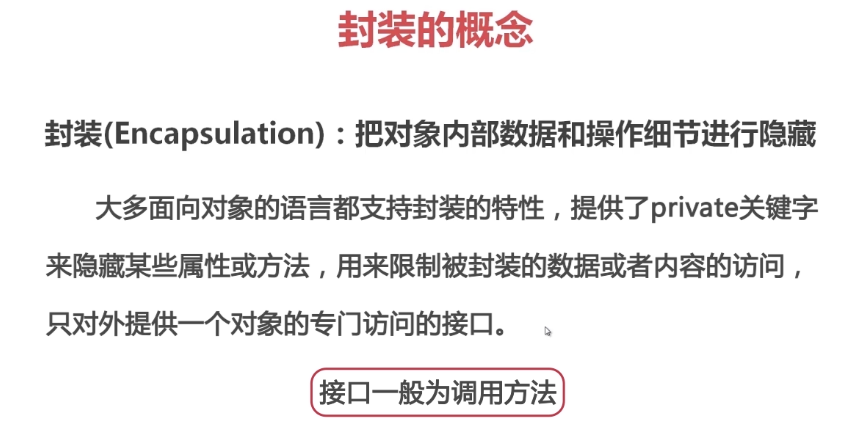 封装的概念
封装(Encapsulation)：把对象内部数据和操作细节进行隐藏
大多面向对象的语言都支持封装的特性，提供了private关键字
来隐藏某些属性或方法，用来限制被封装的数据或者内容的访问，
只对外提供一个对象的专门访问的接口。
接口一般为调用方法